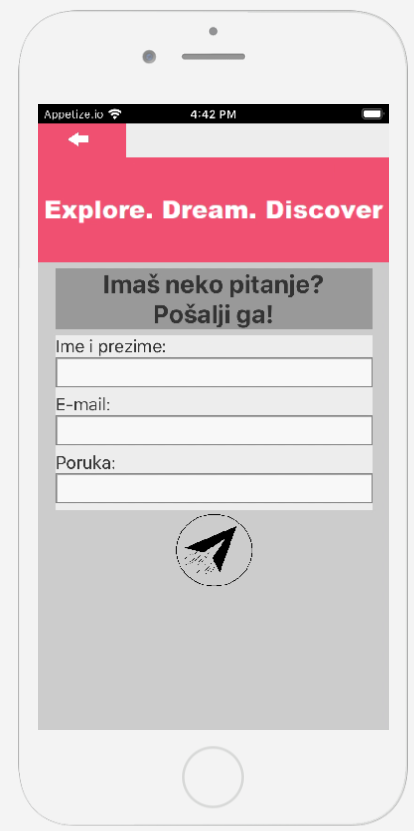 Appetize.io
4:42 PM
Explore. Dream. Discover
Imaš neko pitanje?
Pošalji ga!
Ime i prezime:
E-mail:
Poruka: